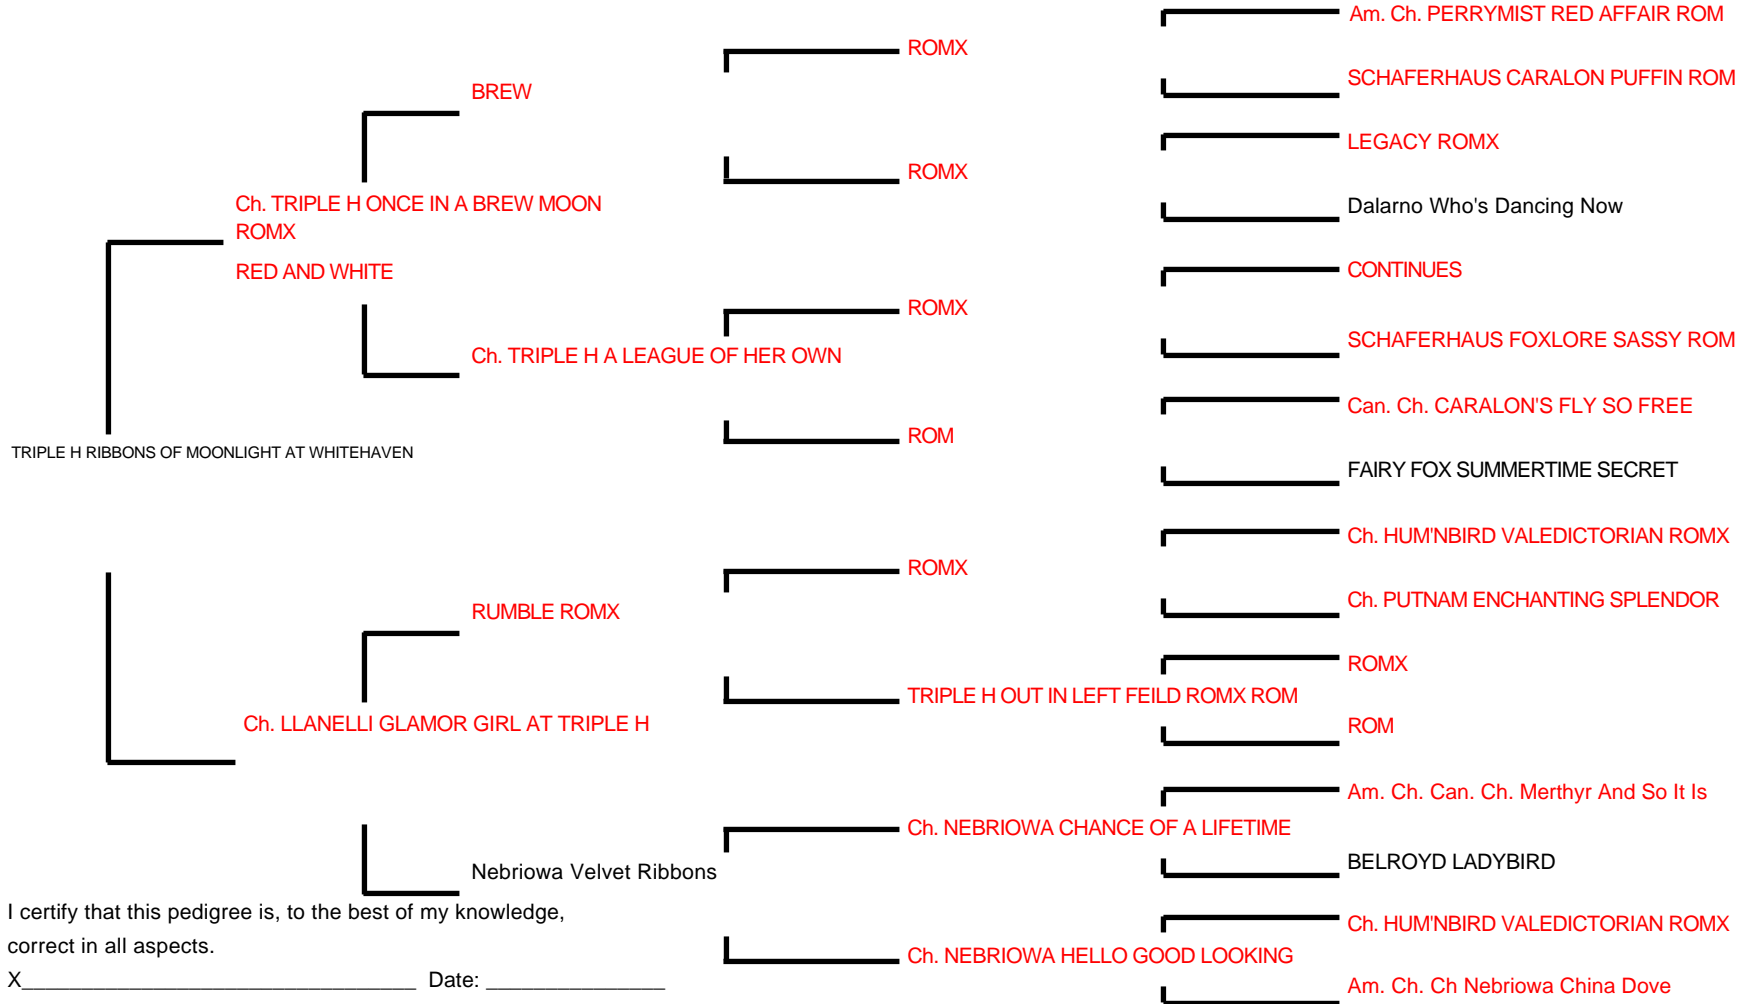 Am. Ch. PERRYMIST RED AFFAIR ROM
ROMX
SCHAFERHAUS CARALON PUFFIN ROM
BREW
LEGACY ROMX
ROMX
Ch. TRIPLE H ONCE IN A BREW MOON
ROMX
Dalarno Who's Dancing Now
RED AND WHITE
CONTINUES
ROMX
SCHAFERHAUS FOXLORE SASSY ROM
Ch. TRIPLE H A LEAGUE OF HER OWN
Can. Ch. CARALON'S FLY SO FREE
ROM
TRIPLE H RIBBONS OF MOONLIGHT AT WHITEHAVEN
FAIRY FOX SUMMERTIME SECRET
Ch. HUM'NBIRD VALEDICTORIAN ROMX
ROMX
Ch. PUTNAM ENCHANTING SPLENDOR
RUMBLE ROMX
ROMX
TRIPLE H OUT IN LEFT FEILD ROMX ROM
Ch. LLANELLI GLAMOR GIRL AT TRIPLE H
ROM
Am. Ch. Can. Ch. Merthyr And So It Is
Ch. NEBRIOWA CHANCE OF A LIFETIME
BELROYD LADYBIRD
Nebriowa Velvet Ribbons
Ch. HUM'NBIRD VALEDICTORIAN ROMX
Ch. NEBRIOWA HELLO GOOD LOOKING
Am. Ch. Ch Nebriowa China Dove
I certify that this pedigree is, to the best of my knowledge,
correct in all aspects.
X_________________________________ Date: _______________